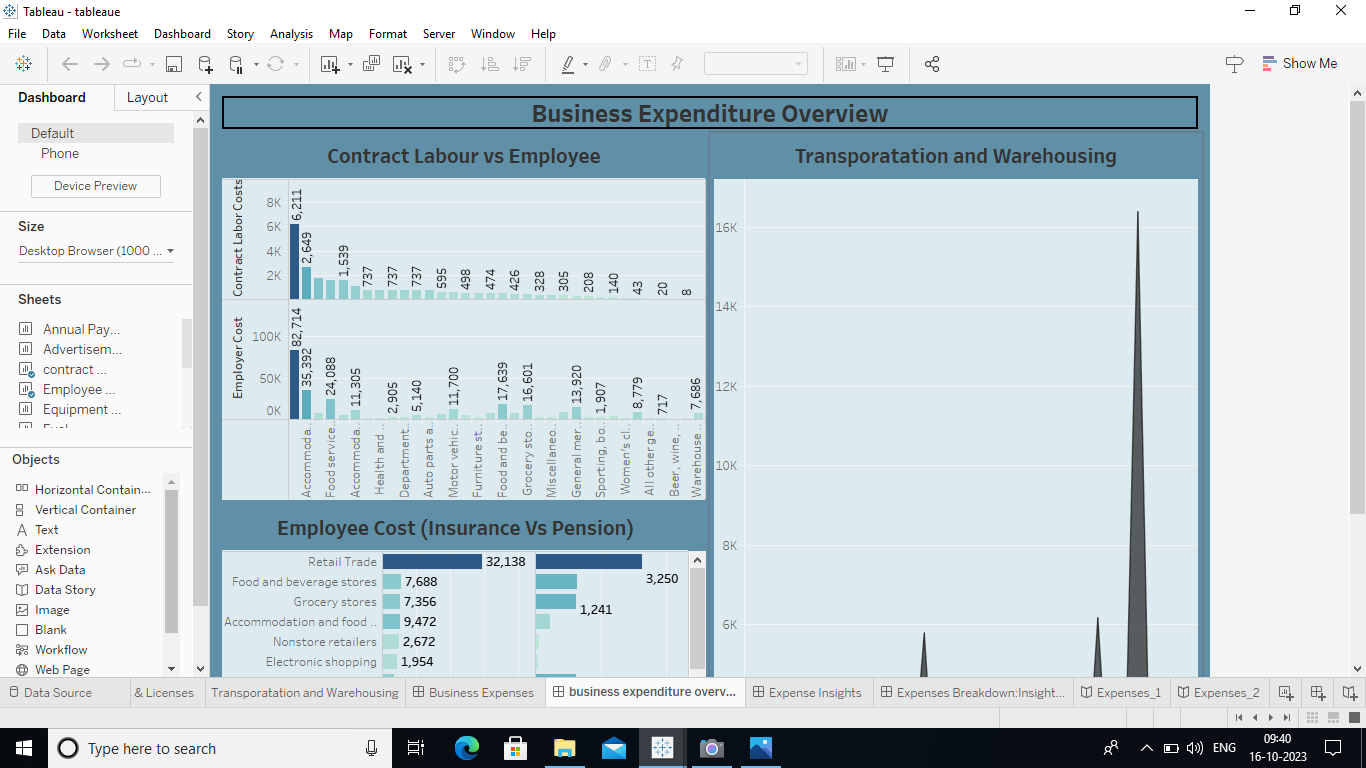 Tableau - tableaue
File Data Worksheet Dashboard Story Analysis Map Format Server Window Help
Show Me
Dashboard Layout
Default
Phone
Device Preview
Size
Desktop Browser (1000 ...
Sheets
Annual Pay...
Advertisem...
contract ...
Employee ...
Equipment ...
Objects
Horizontal Contain...
Vertical Container
Text
Extension
Ask Data
Data Story
Image
Blank
Workflow
Web Page
Business Expenditure Overview
Contract Labour vs Employee
Contract Labor Costs
8K
6K
4K
2K
6,211 2,649 1,539 737 737 737 595 498 474 426 328 305 208 140 43 20 8
Employer Cost
100K
50K
0K
82,714 35,392 24,088 11,305 2,905 5,140 11,700 17,639 16,601 13,920 1,907 8,779 717 7,686
Accommoda..
Food service..
Accommoda..
Health and ..
Department..
Auto parts a..
Motor vehic..
Furniture st..
Food and be..
Grocery sto..
Miscellaneo..
General mer..
Sporting, bo..
Women's cl..
All other ge..
Beer, wine, ..
Warehouse ..
Employee Cost (Insurance Vs Pension)
Retail Trade 32,138 3,250
Food and beverage stores 7,688
Grocery stores 7,356 1,241
Accommodation and food .. 9,472
Nonstore retailers 2,672
Electronic shopping 1,954
Transporatation and Warehousing
16K
14K
12K
10K
8K
6K
Data Source & Licenses Transporatation and Warehousing Business Expenses business expenditure overv... Expense Insights Expenses Breakdown:Insight... Expenses_1 Expenses_2
Type here to search
ENG
09:40
16-10-2023